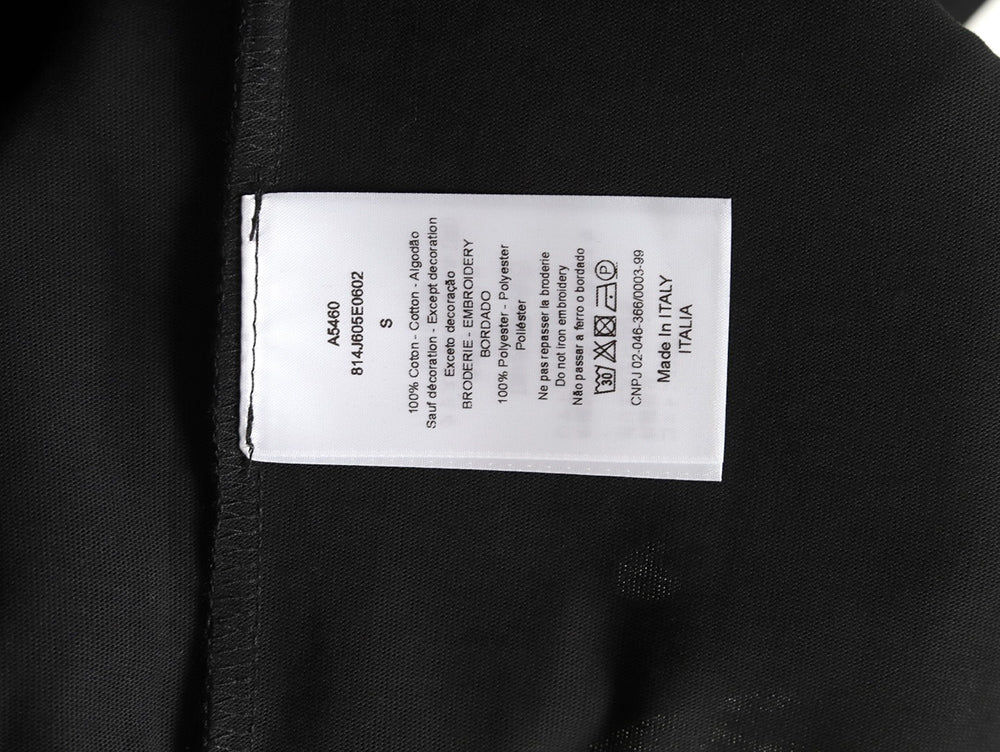 A5460
814J605E0602
S
100% Coton - Cotton - Algodão
Sauf décoration - Except decoration
Exceto decoração
BRODERIE - EMBROIDERY
BORDADO
100% Polyester - Polyester
Poliéster
Ne pas repasser la broderie
Do not iron embroidery
Não passar a ferro o bordado
30 P
CNPJ 02-046-366/0003-99
Made In ITALY
ITALIA